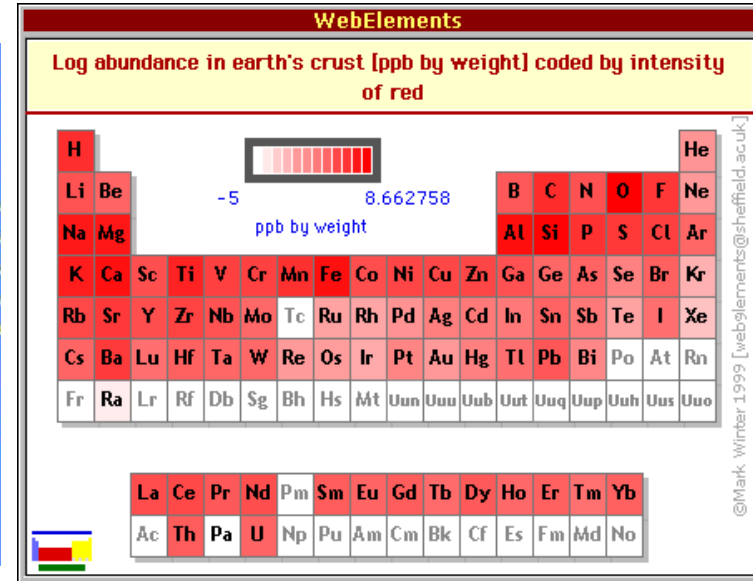 WebElements
Log abundance in earth's crust [ppb by weight] coded by intensity
of red
H He
Li Be -5 8.662758 B C N O F Ne
ppb by weight
Na Mg Al Si P S Cl Ar
K Ca Sc Ti V Cr Mn Fe Co Ni Cu Zn Ga Ge As Se Br Kr
Rb Sr Y Zr Nb Mo Tc Ru Rh Pd Ag Cd In Sn Sb Te I Xe
Cs Ba Lu Hf Ta W Re Os Ir Pt Au Hg Tl Pb Bi Po At Rn
Fr Ra Lr Rf Db Sg Bh Hs Mt Uun Uuu Uub Uut Uuq Uup Uuh Uus Uuo
La Ce Pr Nd Pm Sm Eu Gd Tb Dy Ho Er Tm Yb
Ac Th Pa U Np Pu Am Cm Bk Cf Es Fm Md No
©Mark Winter 1999 [web9lements@sheffield.ac.uk]